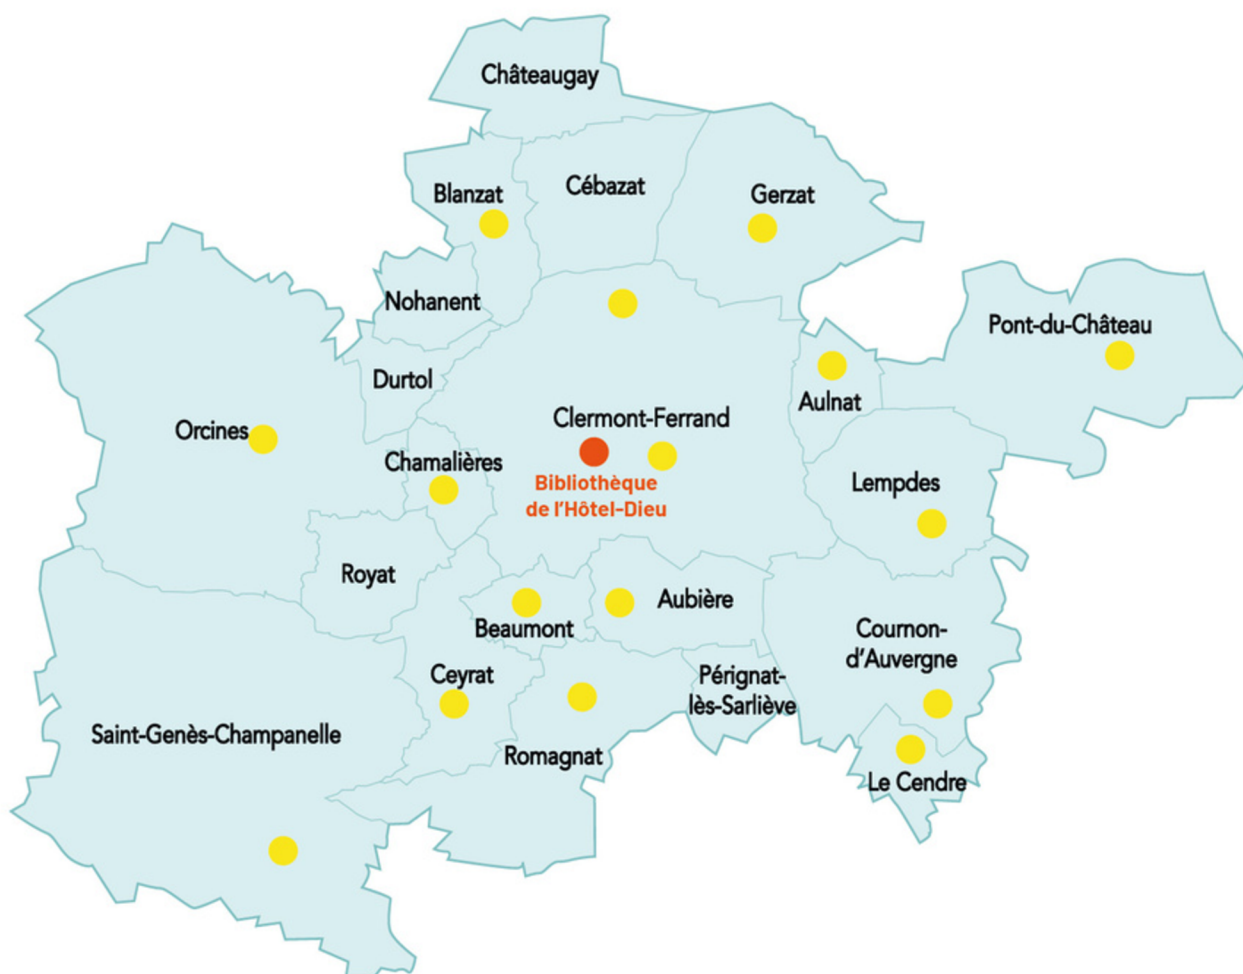 Châteaugay
Blanzat
Cébazat
Gerzat
Nohanent
Pont-du-Château
Durtol
Aulnat
Orcines
Clermont-Ferrand
Chamalières
Bibliothèque
de l'Hôtel-Dieu
Lempdes
Royat
Beaumont
Aubière
Cournon-
d'Auvergne
Ceyrat
Pérignat-
lès-Sarliève
Saint-Genès-Champanelle
Romagnat
Le Cendre